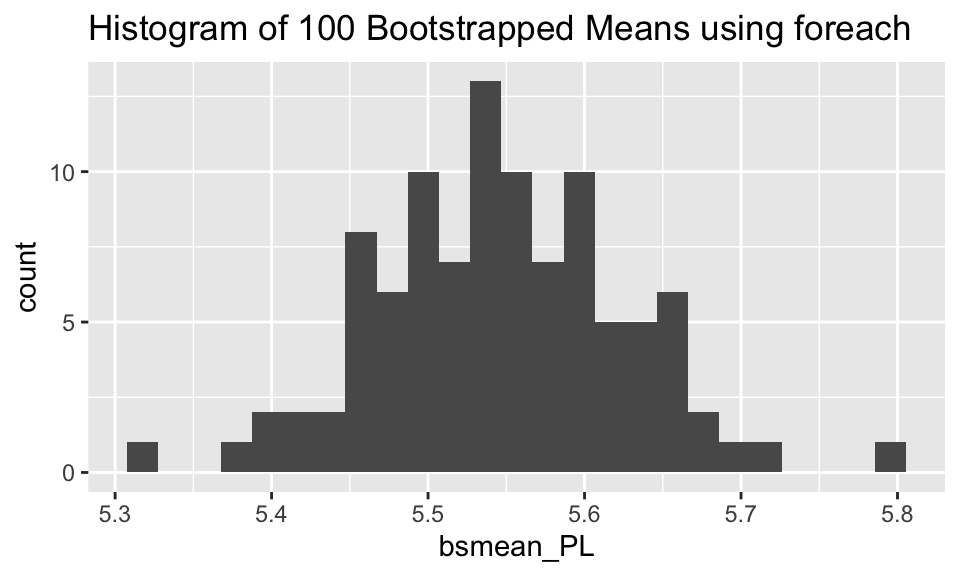 Histogram of 100 Bootstrapped Means using foreach
count
10
5
0
5.3 5.4 5.5 5.6 5.7 5.8
bsmean_PL